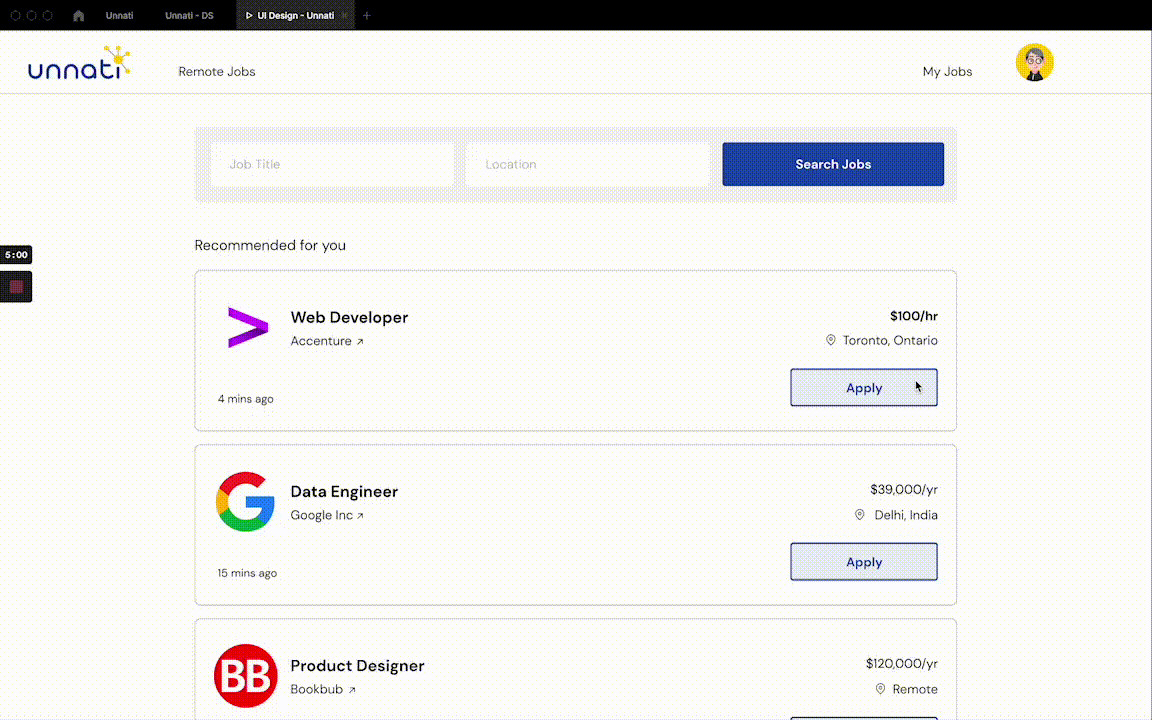 Unnati
Unnati - DS
UI Design - Unnati
unnati
Remote Jobs
My Jobs
Job Title
Location
Search Jobs
5:00
Recommended for you
Web Developer
$100/hr
Accenture
Toronto, Ontario
Apply
4 mins ago
Data Engineer
$39,000/yr
Google Inc
Delhi, India
Apply
15 mins ago
BB
Product Designer
$120,000/yr
Bookbub
Remote